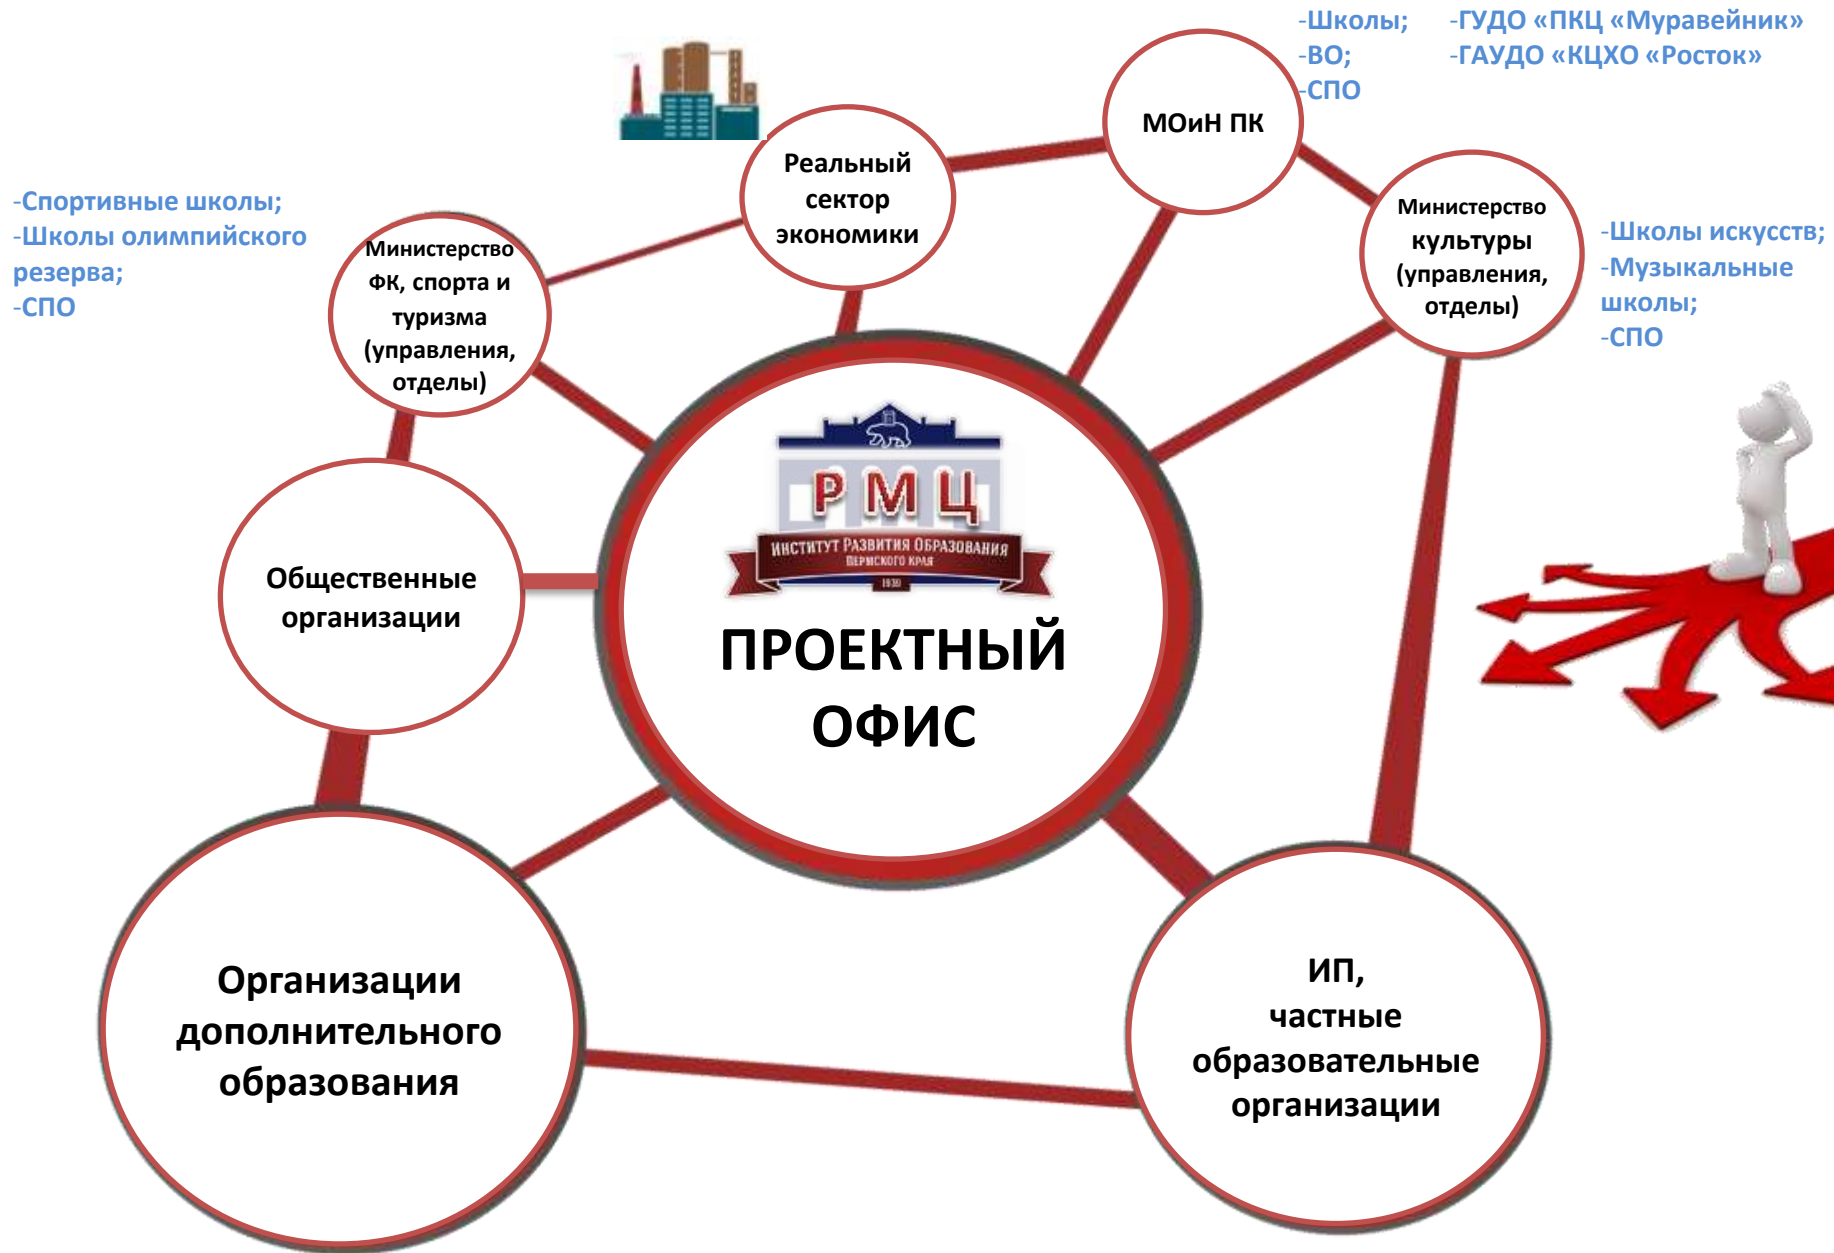 -Школы;
-ВО;
-СПО
-ГУДО «ПКЦ «Муравейник»
-ГАУДО «КЦХО «Росток»
МОиН ПК
Реальный
сектор
экономики
Министерство
культуры
(управления,
отделы)
-Школы искусств;
-Музыкальные
школы;
-СПО
-Спортивные школы;
-Школы олимпийского
резерва;
-СПО
Министерство
ФК, спорта и
туризма
(управления,
отделы)
РМЦ
ИНСТИТУТ РАЗВИТИЯ ОБРАЗОВАНИЯ
ПЕРМСКОГО КРАЯ
1939
ПРОЕКТНЫЙ
ОФИС
Общественные
организации
Организации
дополнительного
образования
ИП,
частные
образовательные
организации